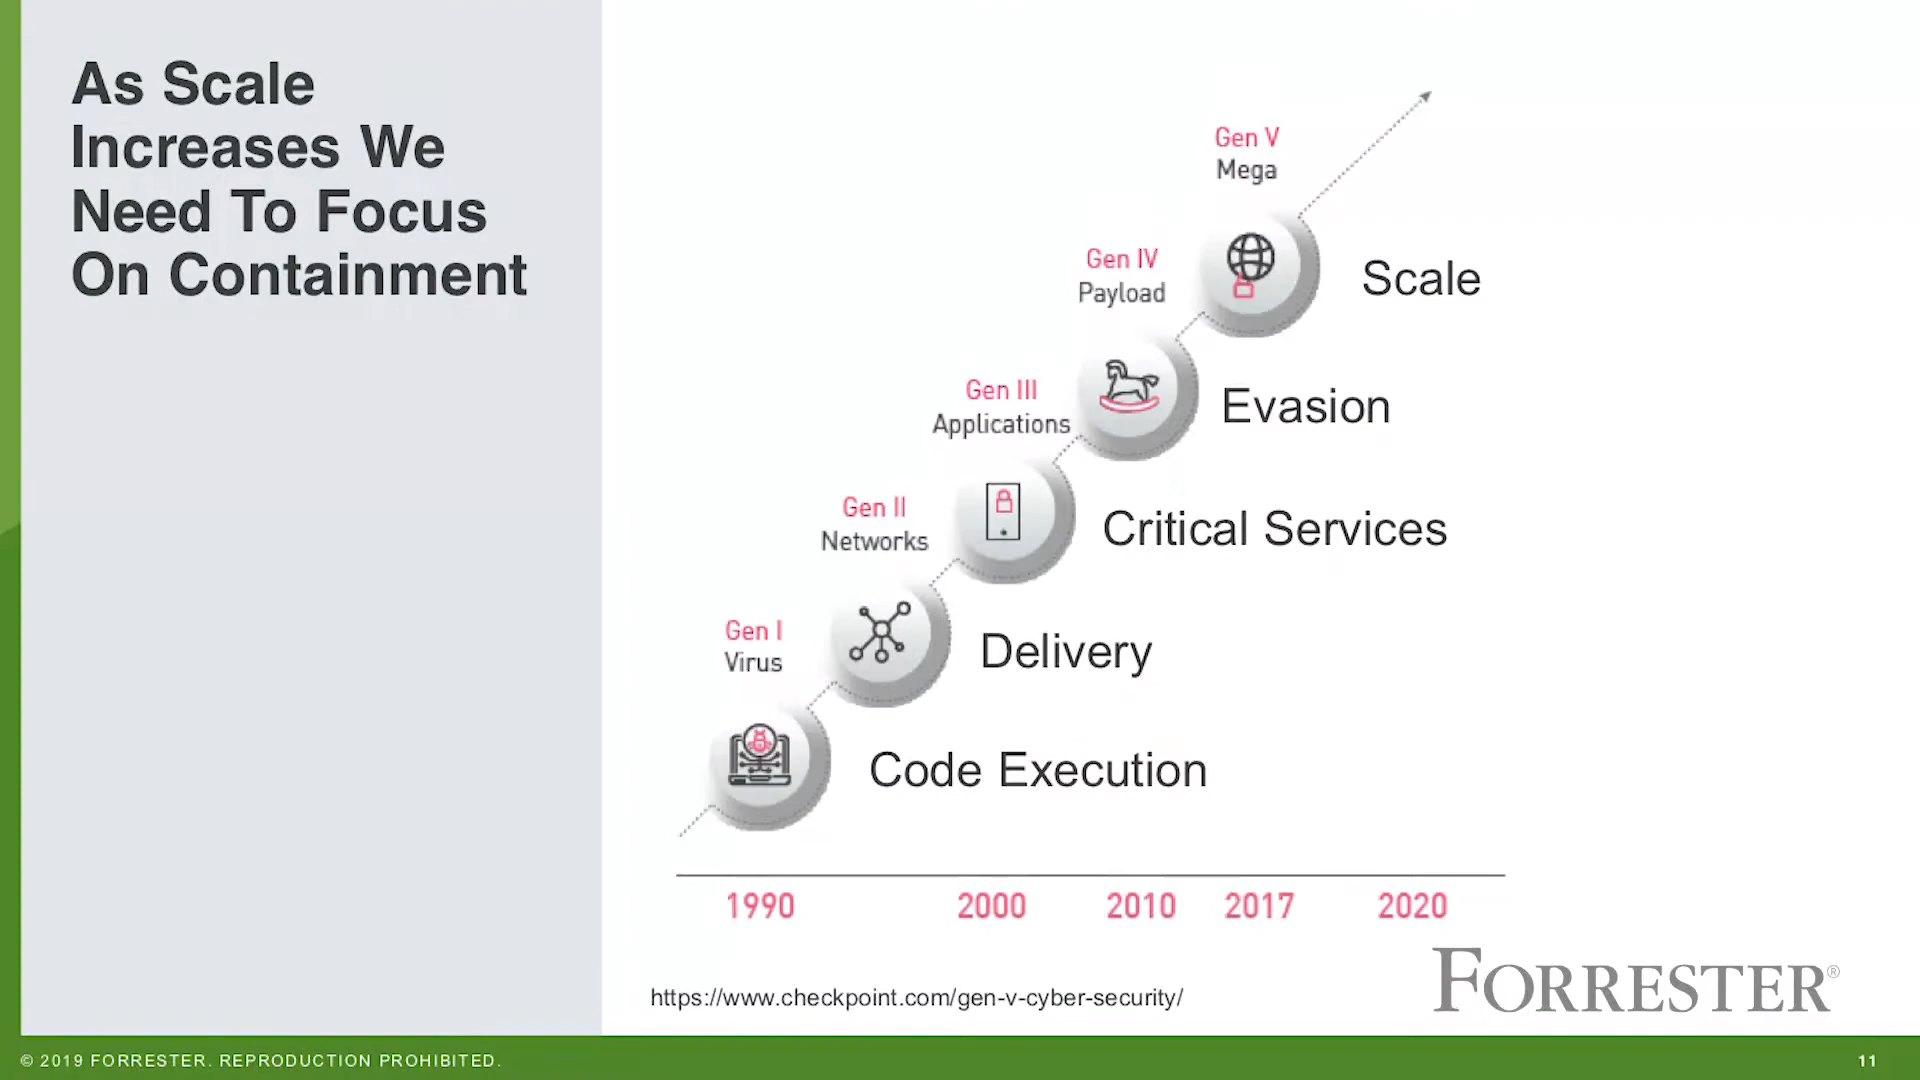 As Scale
Increases We
Need To Focus
On Containment
Gen V
Mega
Scale
Gen IV
Payload
Evasion
Gen III
Applications
Critical Services
Gen II
Networks
Delivery
Gen I
Virus
Code Execution
1990 2000 2010 2017 2020
https://www.checkpoint.com/gen-v-cyber-security/
FORRESTER®
© 2019 FORRESTER. REPRODUCTION PROHIBITED.
11